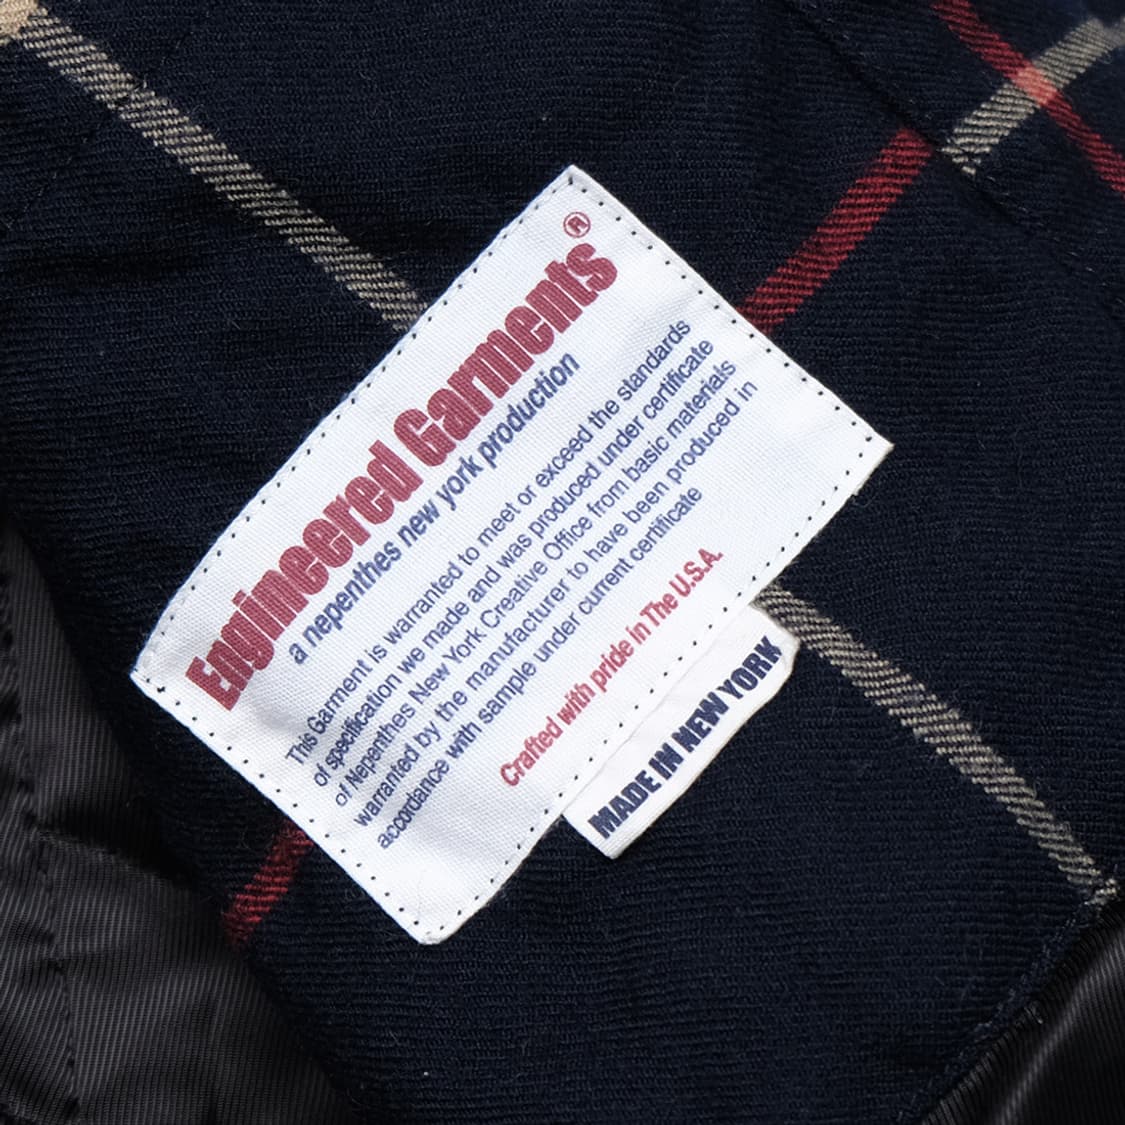 Engineered Garments®
a nepenthes new york production
This Garment is warranted to meet or exceed the standards
of specification we made and was produced under certificate
of Nepenthes New York Creative Office from basic materials
warranted by the manufacturer to have been produced in
accordance with sample under current certificate
Crafted with pride in The U.S.A.
MADE IN NEW YORK